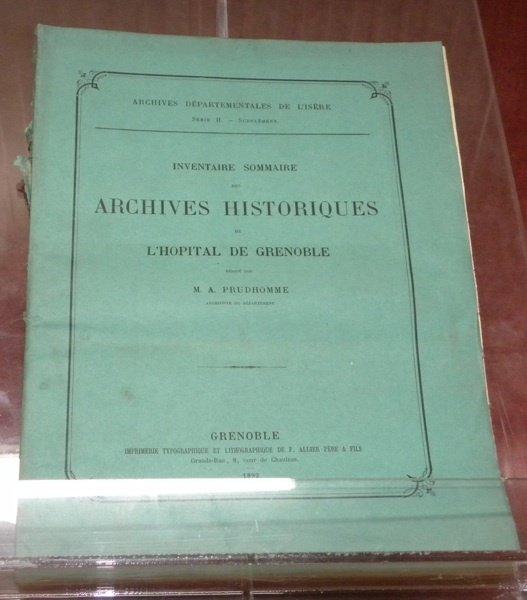 ARCHIVES DÉPARTEMENTALES DE L'ISÈRE
SÉRIE H. — SUPPLÉMENT.
INVENTAIRE SOMMAIRE
DES
ARCHIVES HISTORIQUES
DE
L'HOPITAL DE GRENOBLE
RÉDIGÉ PAR
M. A. PRUDHOMME
ARCHIVISTE DU DÉPARTEMENT
GRENOBLE
IMPRIMERIE TYPOGRAPHIQUE ET LITHOGRAPHIQUE DE F. ALLIER PÈRE & FILS
Grande-Rue, 8, cour de Chaulnes.
1892